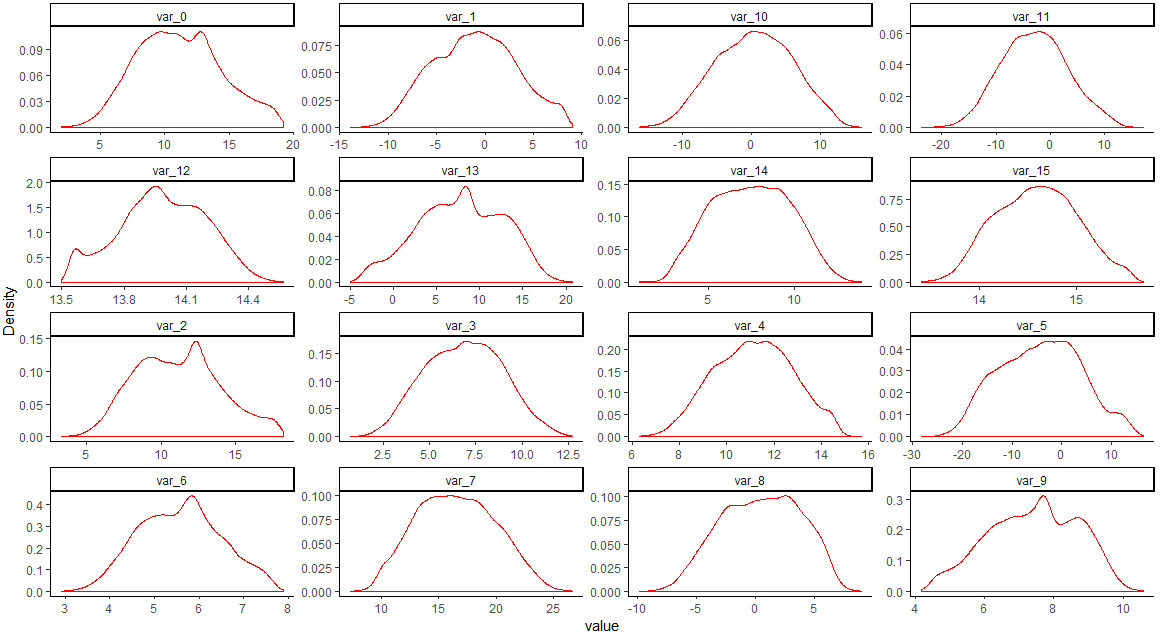 var_0 var_1 var_10 var_11
0.09 0.06 0.03 0.00
5 10 15 20
0.075 0.050 0.025 0.000
-15 -10 -5 0 5 10
0.06 0.04 0.02 0.00
-10 0 10
0.06 0.04 0.02 0.00
-20 -10 0 10
var_12 var_13 var_14 var_15
2.0 1.5 1.0 0.5 0.0
13.5 13.8 14.1 14.4
0.08 0.06 0.04 0.02 0.00
-5 0 5 10 15 20
0.15 0.10 0.05 0.00
5 10
0.75 0.50 0.25 0.00
14 15
Density
var_2 var_3 var_4 var_5
0.15 0.10 0.05 0.00
5 10 15
0.15 0.10 0.05 0.00
2.5 5.0 7.5 10.0 12.5
0.20 0.15 0.10 0.05 0.00
6 8 10 12 14 16
0.04 0.03 0.02 0.01 0.00
-30 -20 -10 0 10
var_6 var_7 var_8 var_9
0.4 0.3 0.2 0.1 0.0
3 4 5 6 7 8
0.100 0.075 0.050 0.025 0.000
10 15 20 25
0.100 0.075 0.050 0.025 0.000
-10 -5 0 5
0.3 0.2 0.1 0.0
4 6 8 10
value